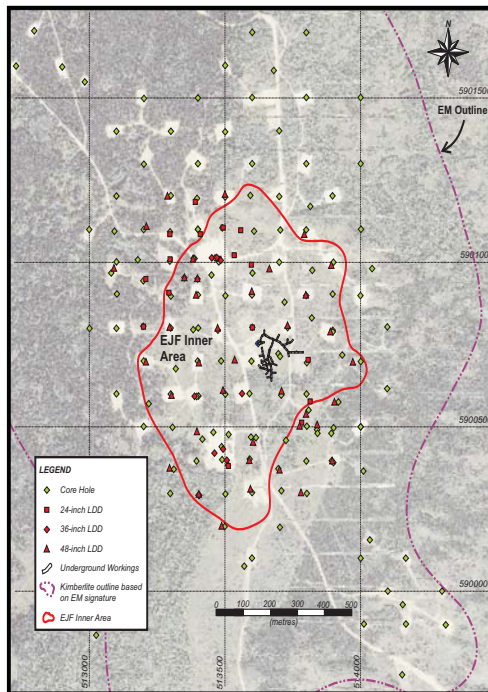 N
5901500
EM Outline
5901000
EJF Inner
Area
5900500
LEGEND
Core Hole
24-inch LDD
36-inch LDD
48-inch LDD
Underground Workings
Kimberlite outline based
on EM signature
EJF Inner Area
5900000
0 100 200 300 400 500
(metres)
513000
513500
514000